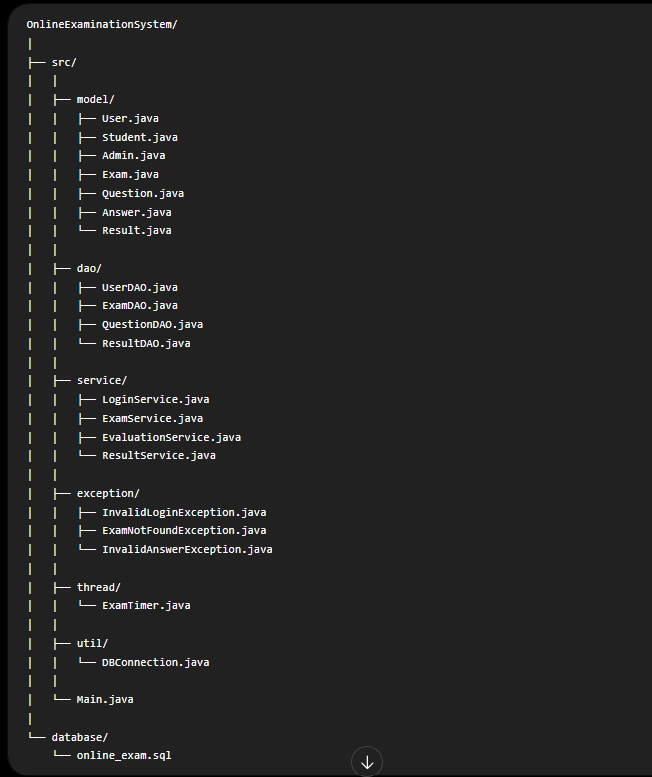 OnlineExaminationSystem/
│
├── src/
│   │
│   ├── model/
│   │   ├── User.java
│   │   ├── Student.java
│   │   ├── Admin.java
│   │   ├── Exam.java
│   │   ├── Question.java
│   │   ├── Answer.java
│   │   └── Result.java
│   │
│   ├── dao/
│   │   ├── UserDAO.java
│   │   ├── ExamDAO.java
│   │   ├── QuestionDAO.java
│   │   └── ResultDAO.java
│   │
│   ├── service/
│   │   ├── LoginService.java
│   │   ├── ExamService.java
│   │   ├── EvaluationService.java
│   │   └── ResultService.java
│   │
│   ├── exception/
│   │   ├── InvalidLoginException.java
│   │   ├── ExamNotFoundException.java
│   │   └── InvalidAnswerException.java
│   │
│   ├── thread/
│   │   └── ExamTimer.java
│   │
│   ├── util/
│   │   └── DBConnection.java
│   │
│   └── Main.java
│
└── database/
    └── online_exam.sql